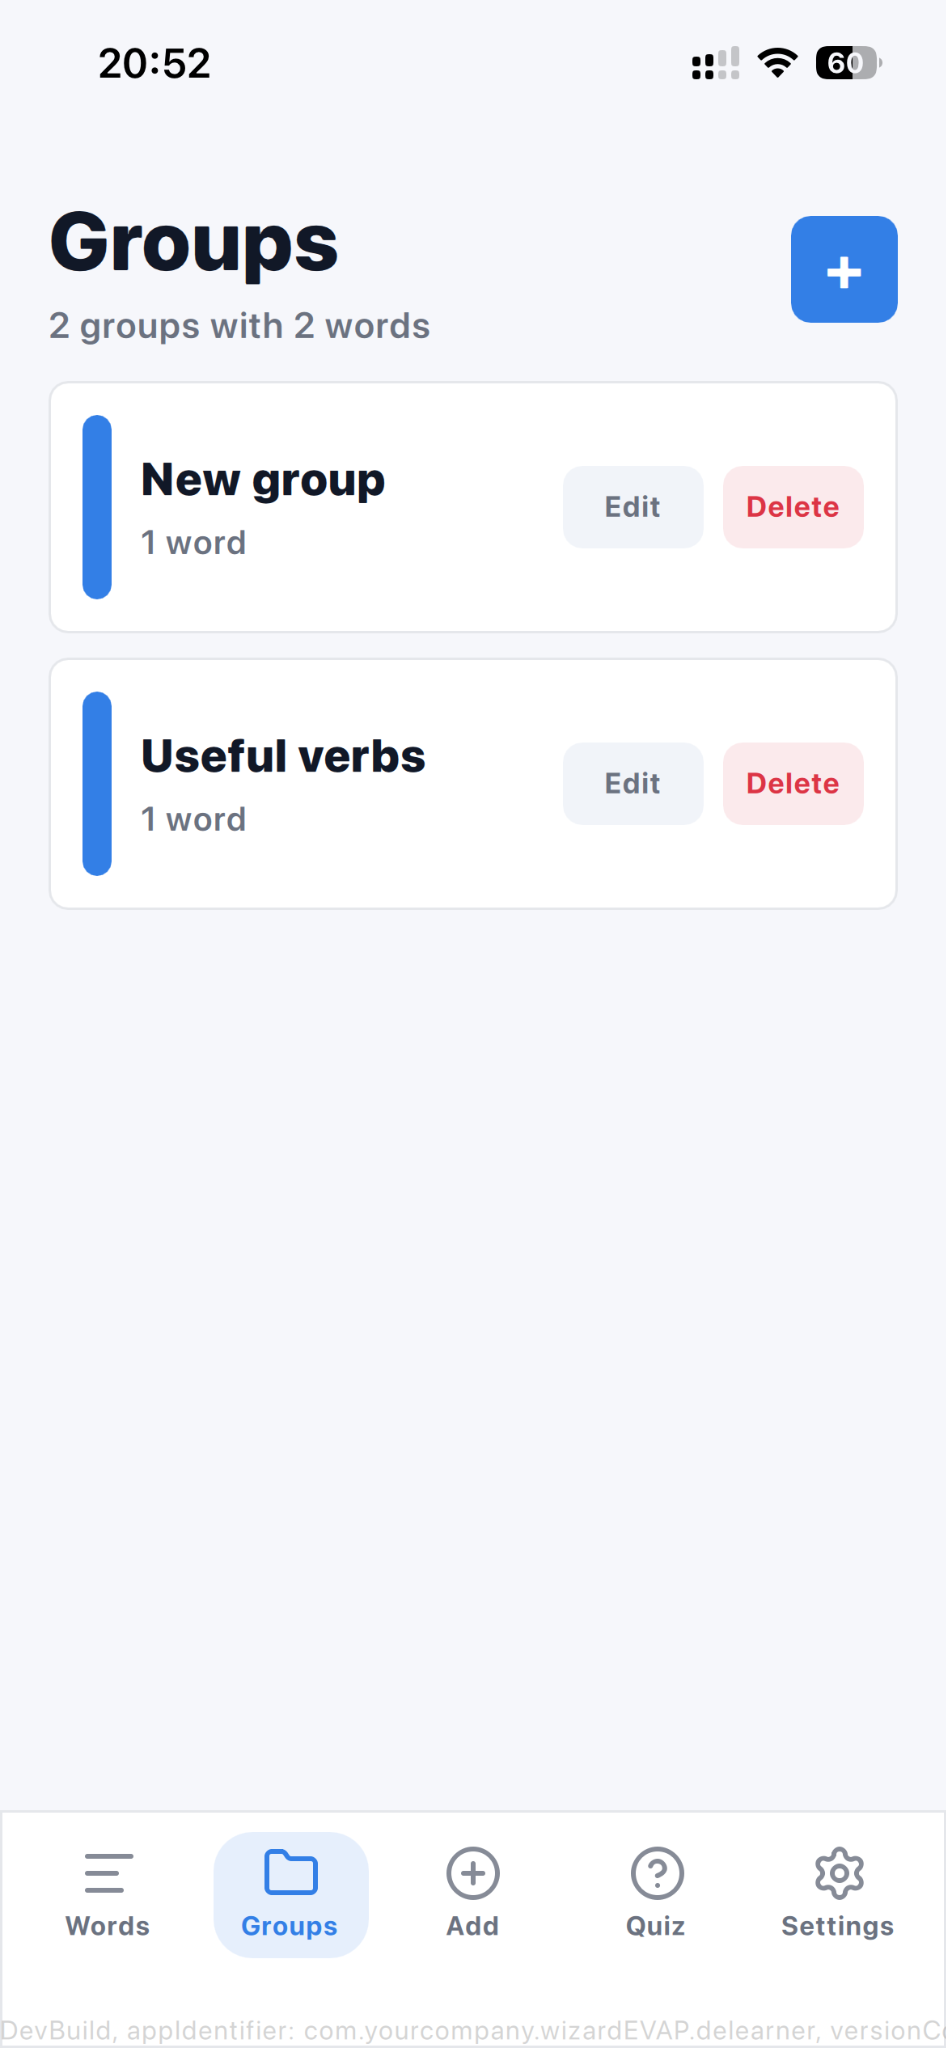 20:52
60
Groups
2 groups with 2 words
+
New group
1 word
Edit
Delete
Useful verbs
1 word
Edit
Delete
Words
Groups
Add
Quiz
Settings
DevBuild, appIdentifier: com.yourcompany.wizardEVAP.delearner, versionCo